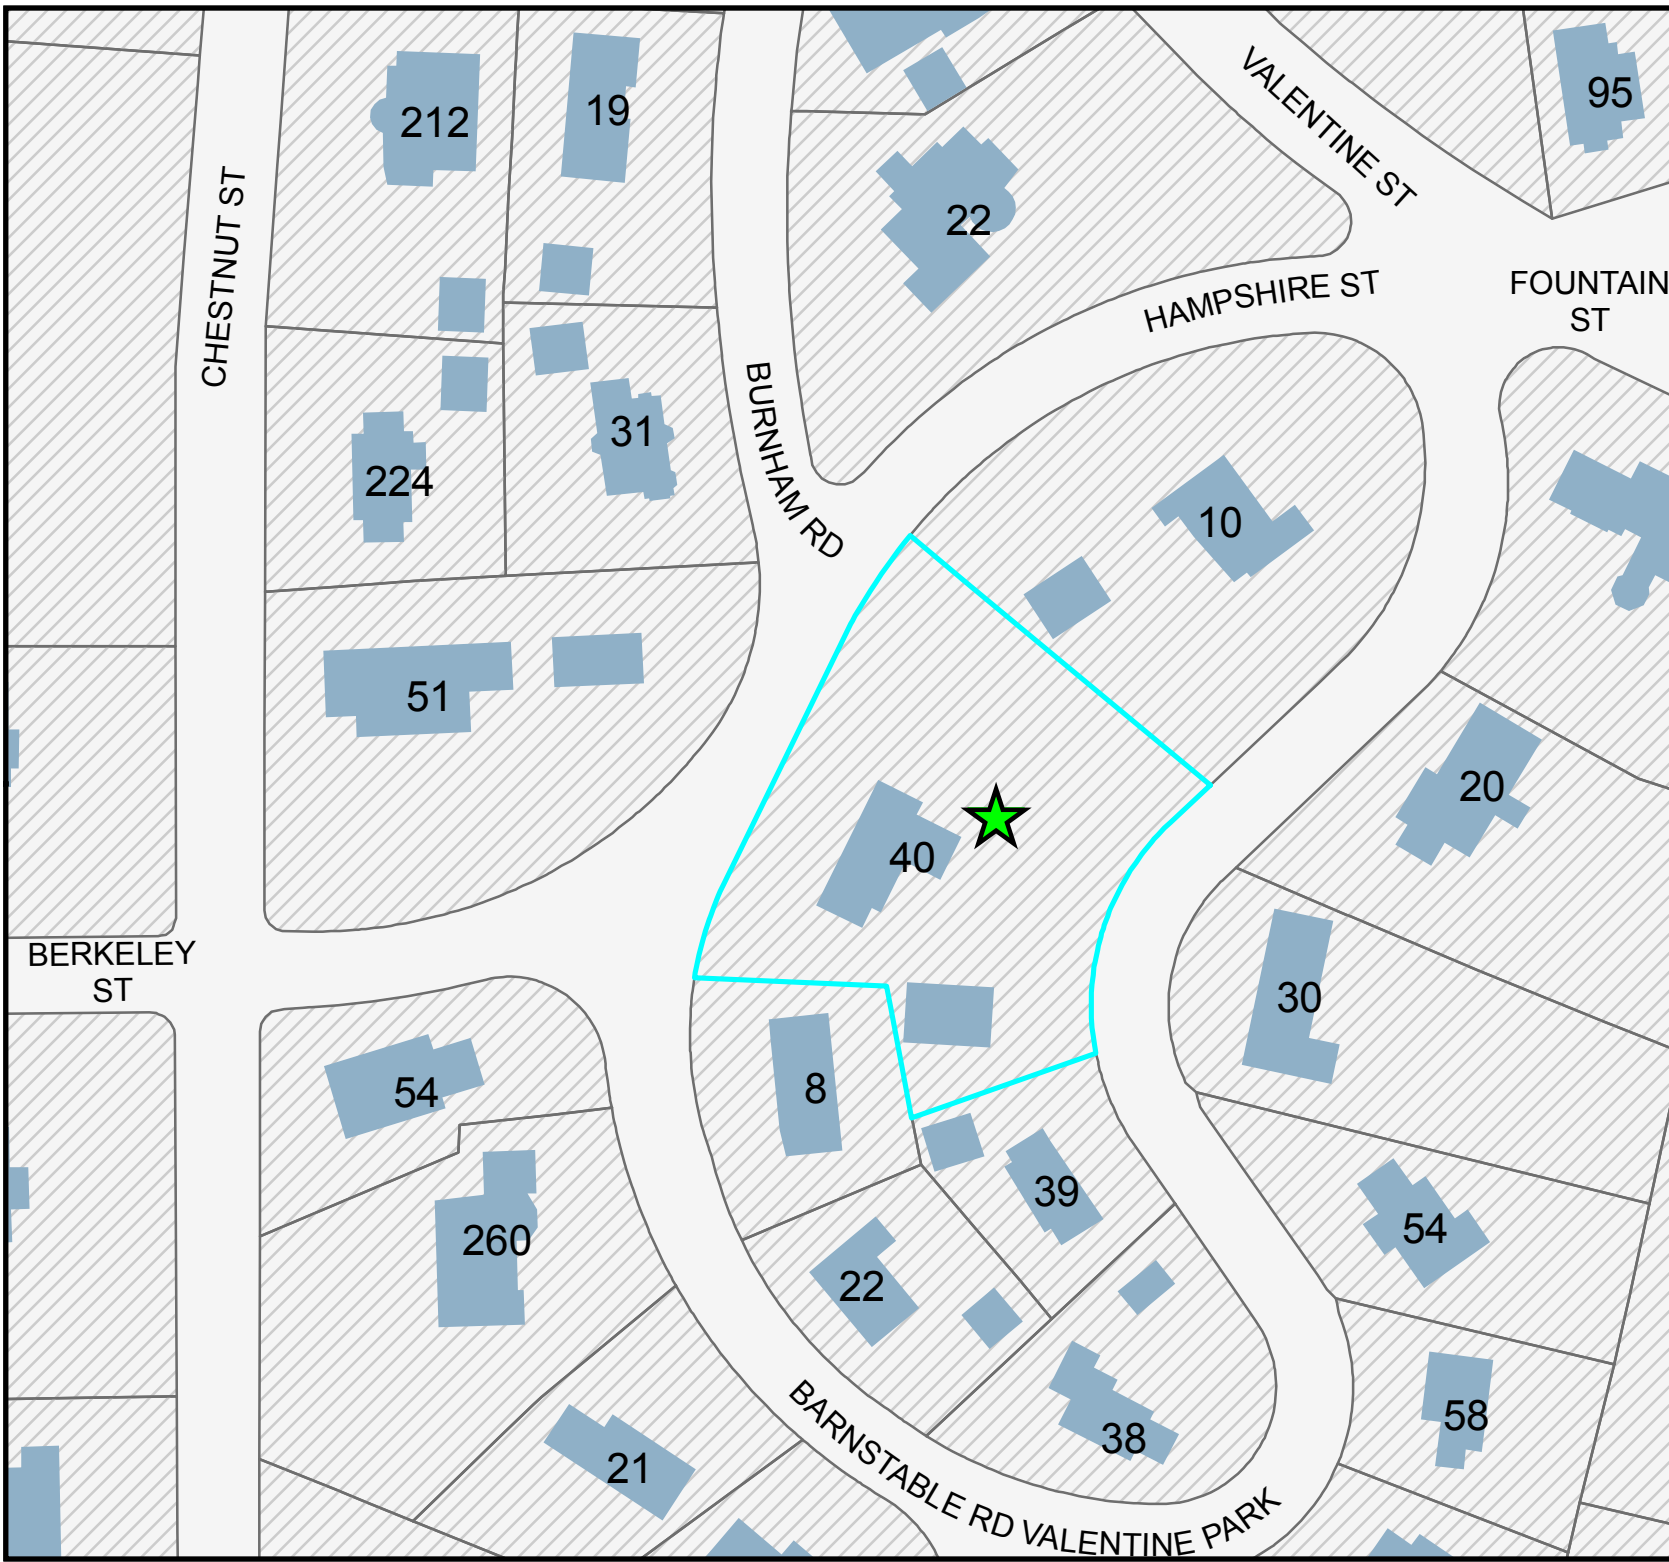 VALENTINE ST
95
212
19
CHESTNUT ST
22
HAMPSHIRE ST
FOUNTAIN
ST
BURNHAM RD
31
224
10
51
20
40
BERKELEY
ST
30
54
8
39
54
260
22
38
58
21
BARNSTABLE RD
VALENTINE PARK